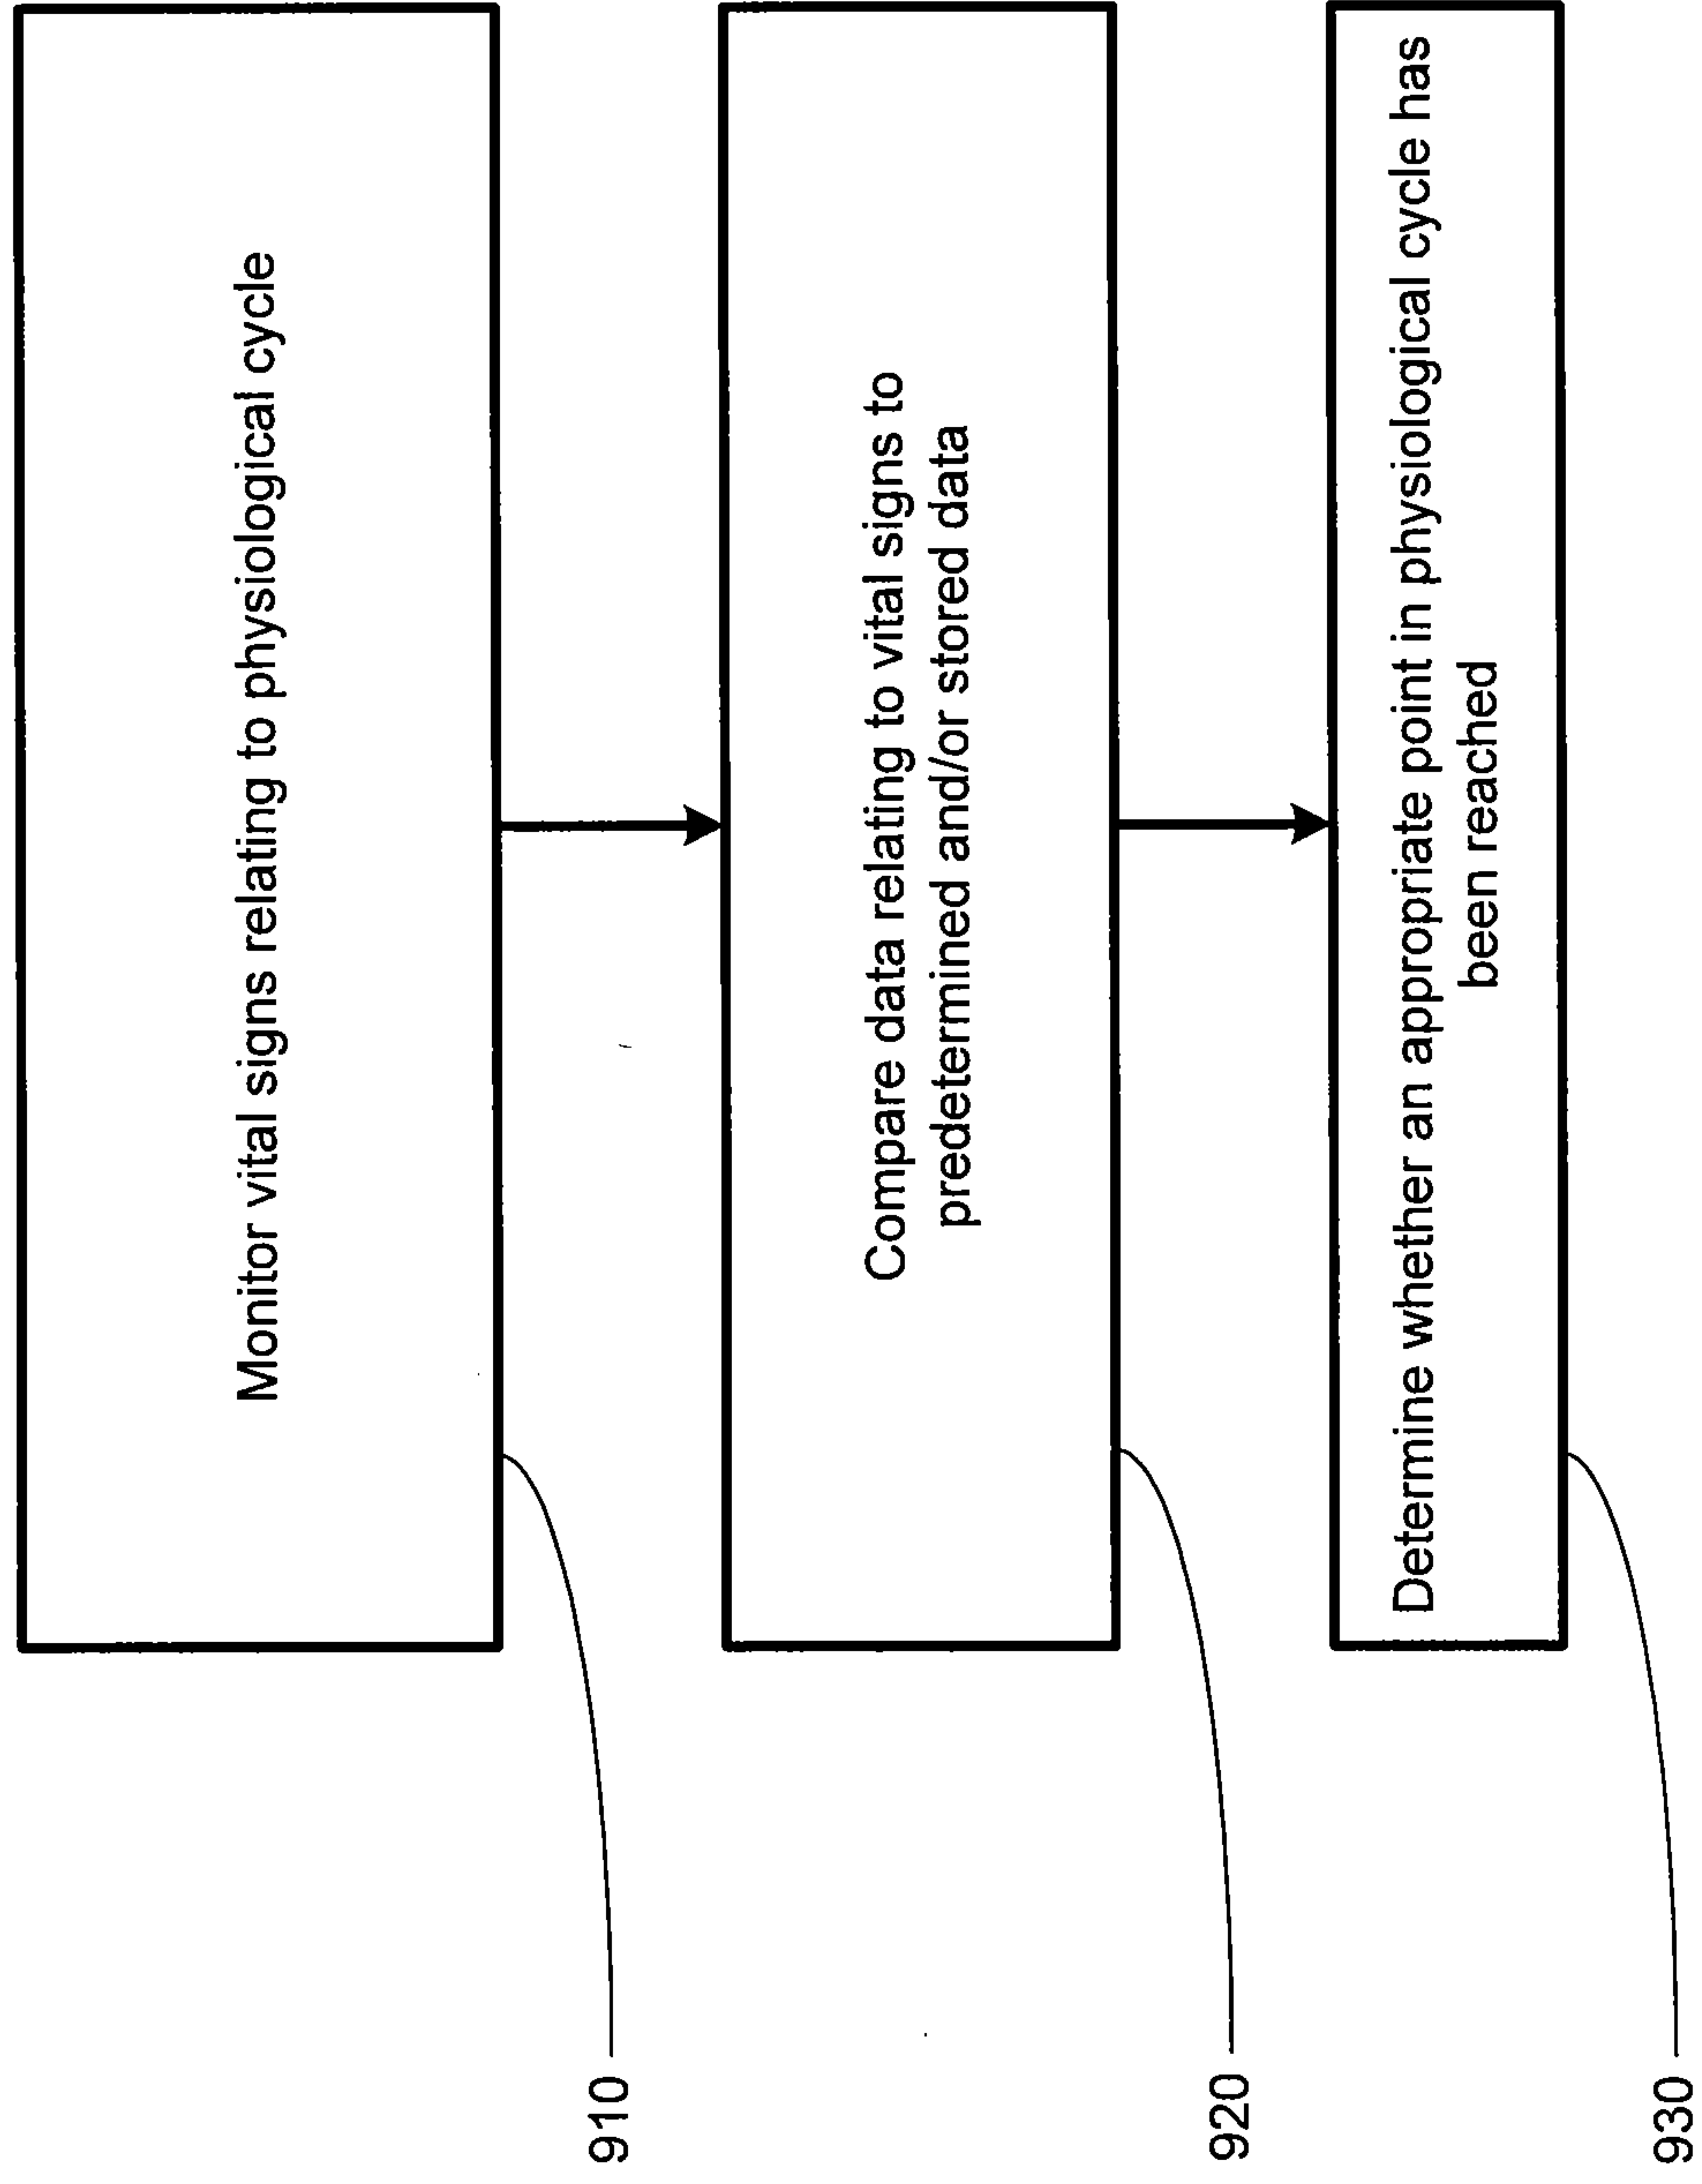 Monitor vital signs relating to physiological cycle
910
Compare data relating to vital signs to
predetermined and/or stored data
920
Determine whether an appropriate point in physiological cycle has
been reached
930